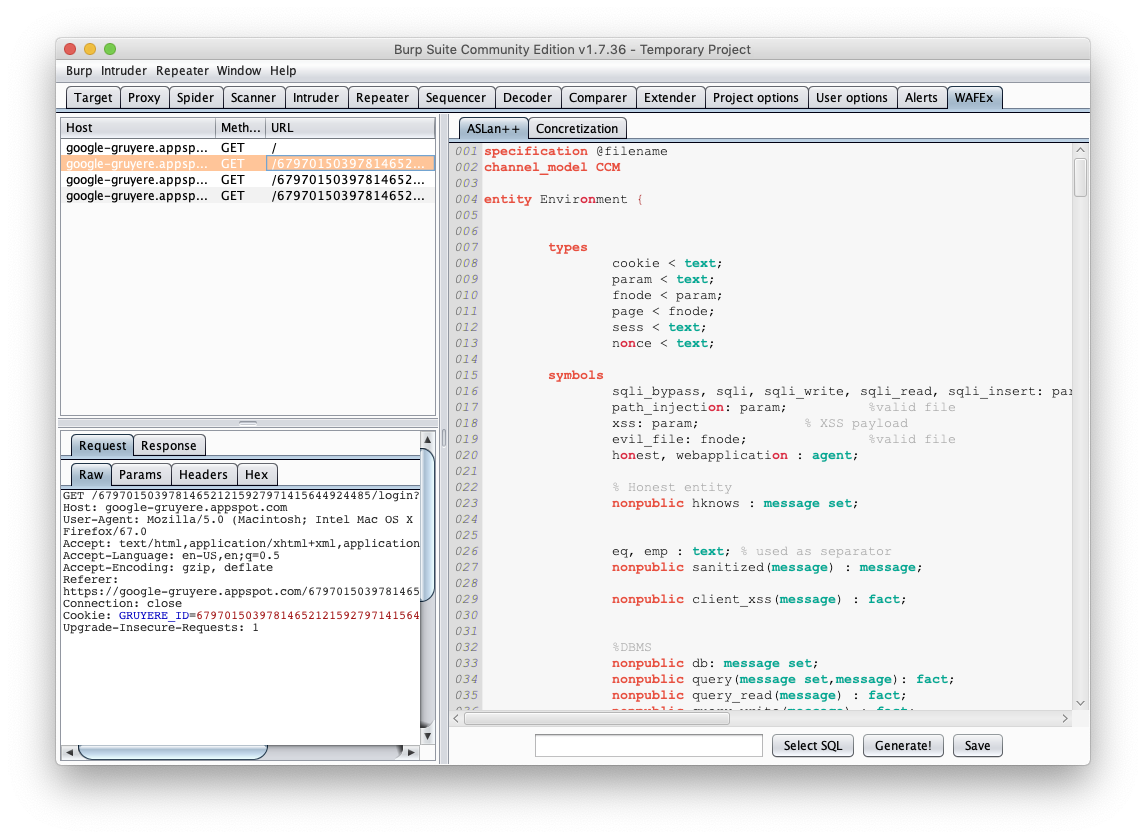 Burp Suite Community Edition v1.7.36 - Temporary Project
Burp Intruder Repeater Window Help
Target Proxy Spider Scanner Intruder Repeater Sequencer Decoder Comparer Extender Project options User options Alerts WAFEx
Host Meth... URL
google-gruyere.appsp... GET /
google-gruyere.appsp... GET /67970150397814652...
google-gruyere.appsp... GET /67970150397814652...
google-gruyere.appsp... GET /67970150397814652...
Request Response
Raw Params Headers Hex
GET /679701503978146521215927971415644924485/login?
Host: google-gruyere.appspot.com
User-Agent: Mozilla/5.0 (Macintosh; Intel Mac OS X
Firefox/67.0
Accept: text/html,application/xhtml+xml,application
Accept-Language: en-US,en;q=0.5
Accept-Encoding: gzip, deflate
Referer:
https://google-gruyere.appspot.com/6797015039781465
Connection: close
Cookie: GRUYERE_ID=67970150397814652121592797141564
Upgrade-Insecure-Requests: 1
ASLan++ Concretization
001 specification @filename
002 channel_model CCM
003
004 entity Environment {
005
006
007 types
008 cookie < text;
009 param < text;
010 fnode < param;
011 page < fnode;
012 sess < text;
013 nonce < text;
014
015 symbols
016 sqli_bypass, sqli, sqli_write, sqli_read, sqli_insert: par
017 path_injection: param; %valid file
018 xss: param; % XSS payload
019 evil_file: fnode; %valid file
020 honest, webapplication : agent;
021
022 % Honest entity
023 nonpublic hknows : message set;
024
025
026 eq, emp : text; % used as separator
027 nonpublic sanitized(message) : message;
028
029 nonpublic client_xss(message) : fact;
030
031
032 %DBMS
033 nonpublic db: message set;
034 nonpublic query(message set,message): fact;
035 nonpublic query_read(message) : fact;
Select SQL Generate! Save